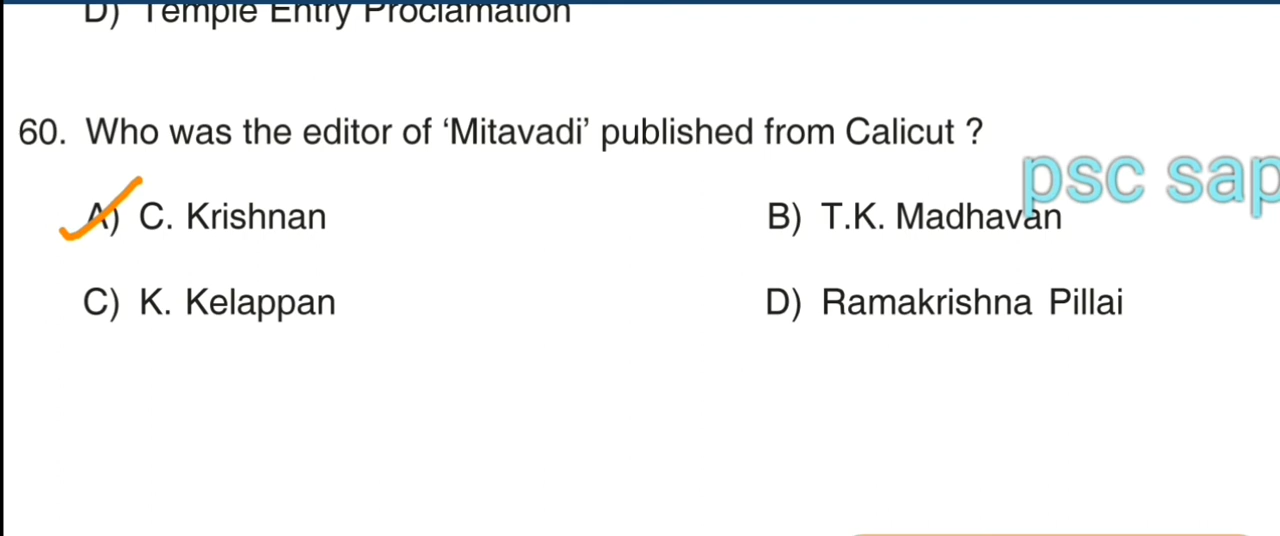 D) Temple Entry Proclamation
60. Who was the editor of ‘Mitavadi’ published from Calicut ?
psc sap
A) C. Krishnan B) T.K. Madhavan
C) K. Kelappan D) Ramakrishna Pillai